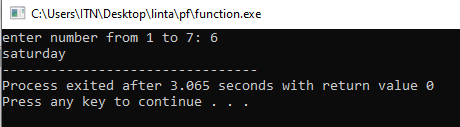 C:\Users\ITN\Desktop\linta\pf\function.exe
enter number from 1 to 7: 6
saturday
--------------------------------
Process exited after 3.065 seconds with return value 0
Press any key to continue . . .